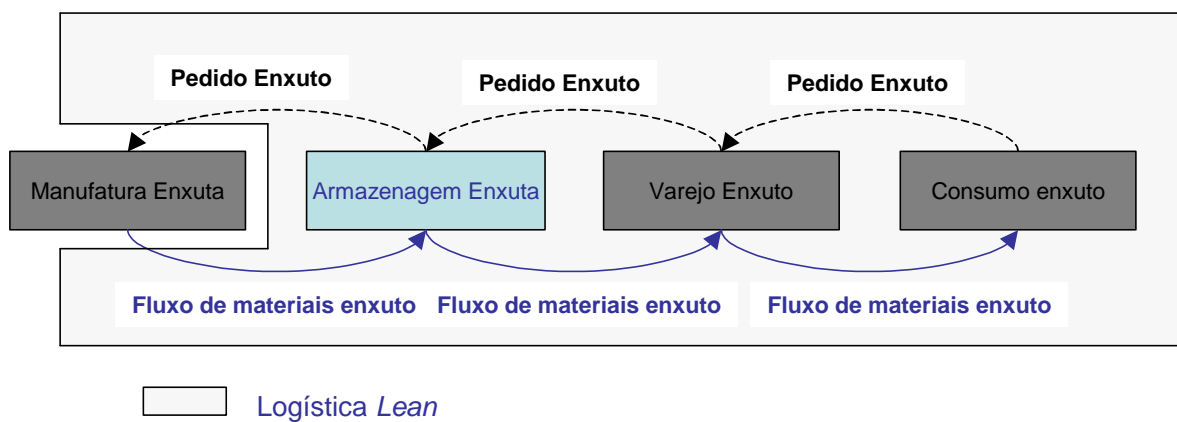 Pedido Enxuto
Pedido Enxuto
Pedido Enxuto
Manufatura Enxuta
Armazenagem Enxuta
Varejo Enxuto
Consumo enxuto
Fluxo de materiais enxuto
Fluxo de materiais enxuto
Fluxo de materiais enxuto
Logística Lean